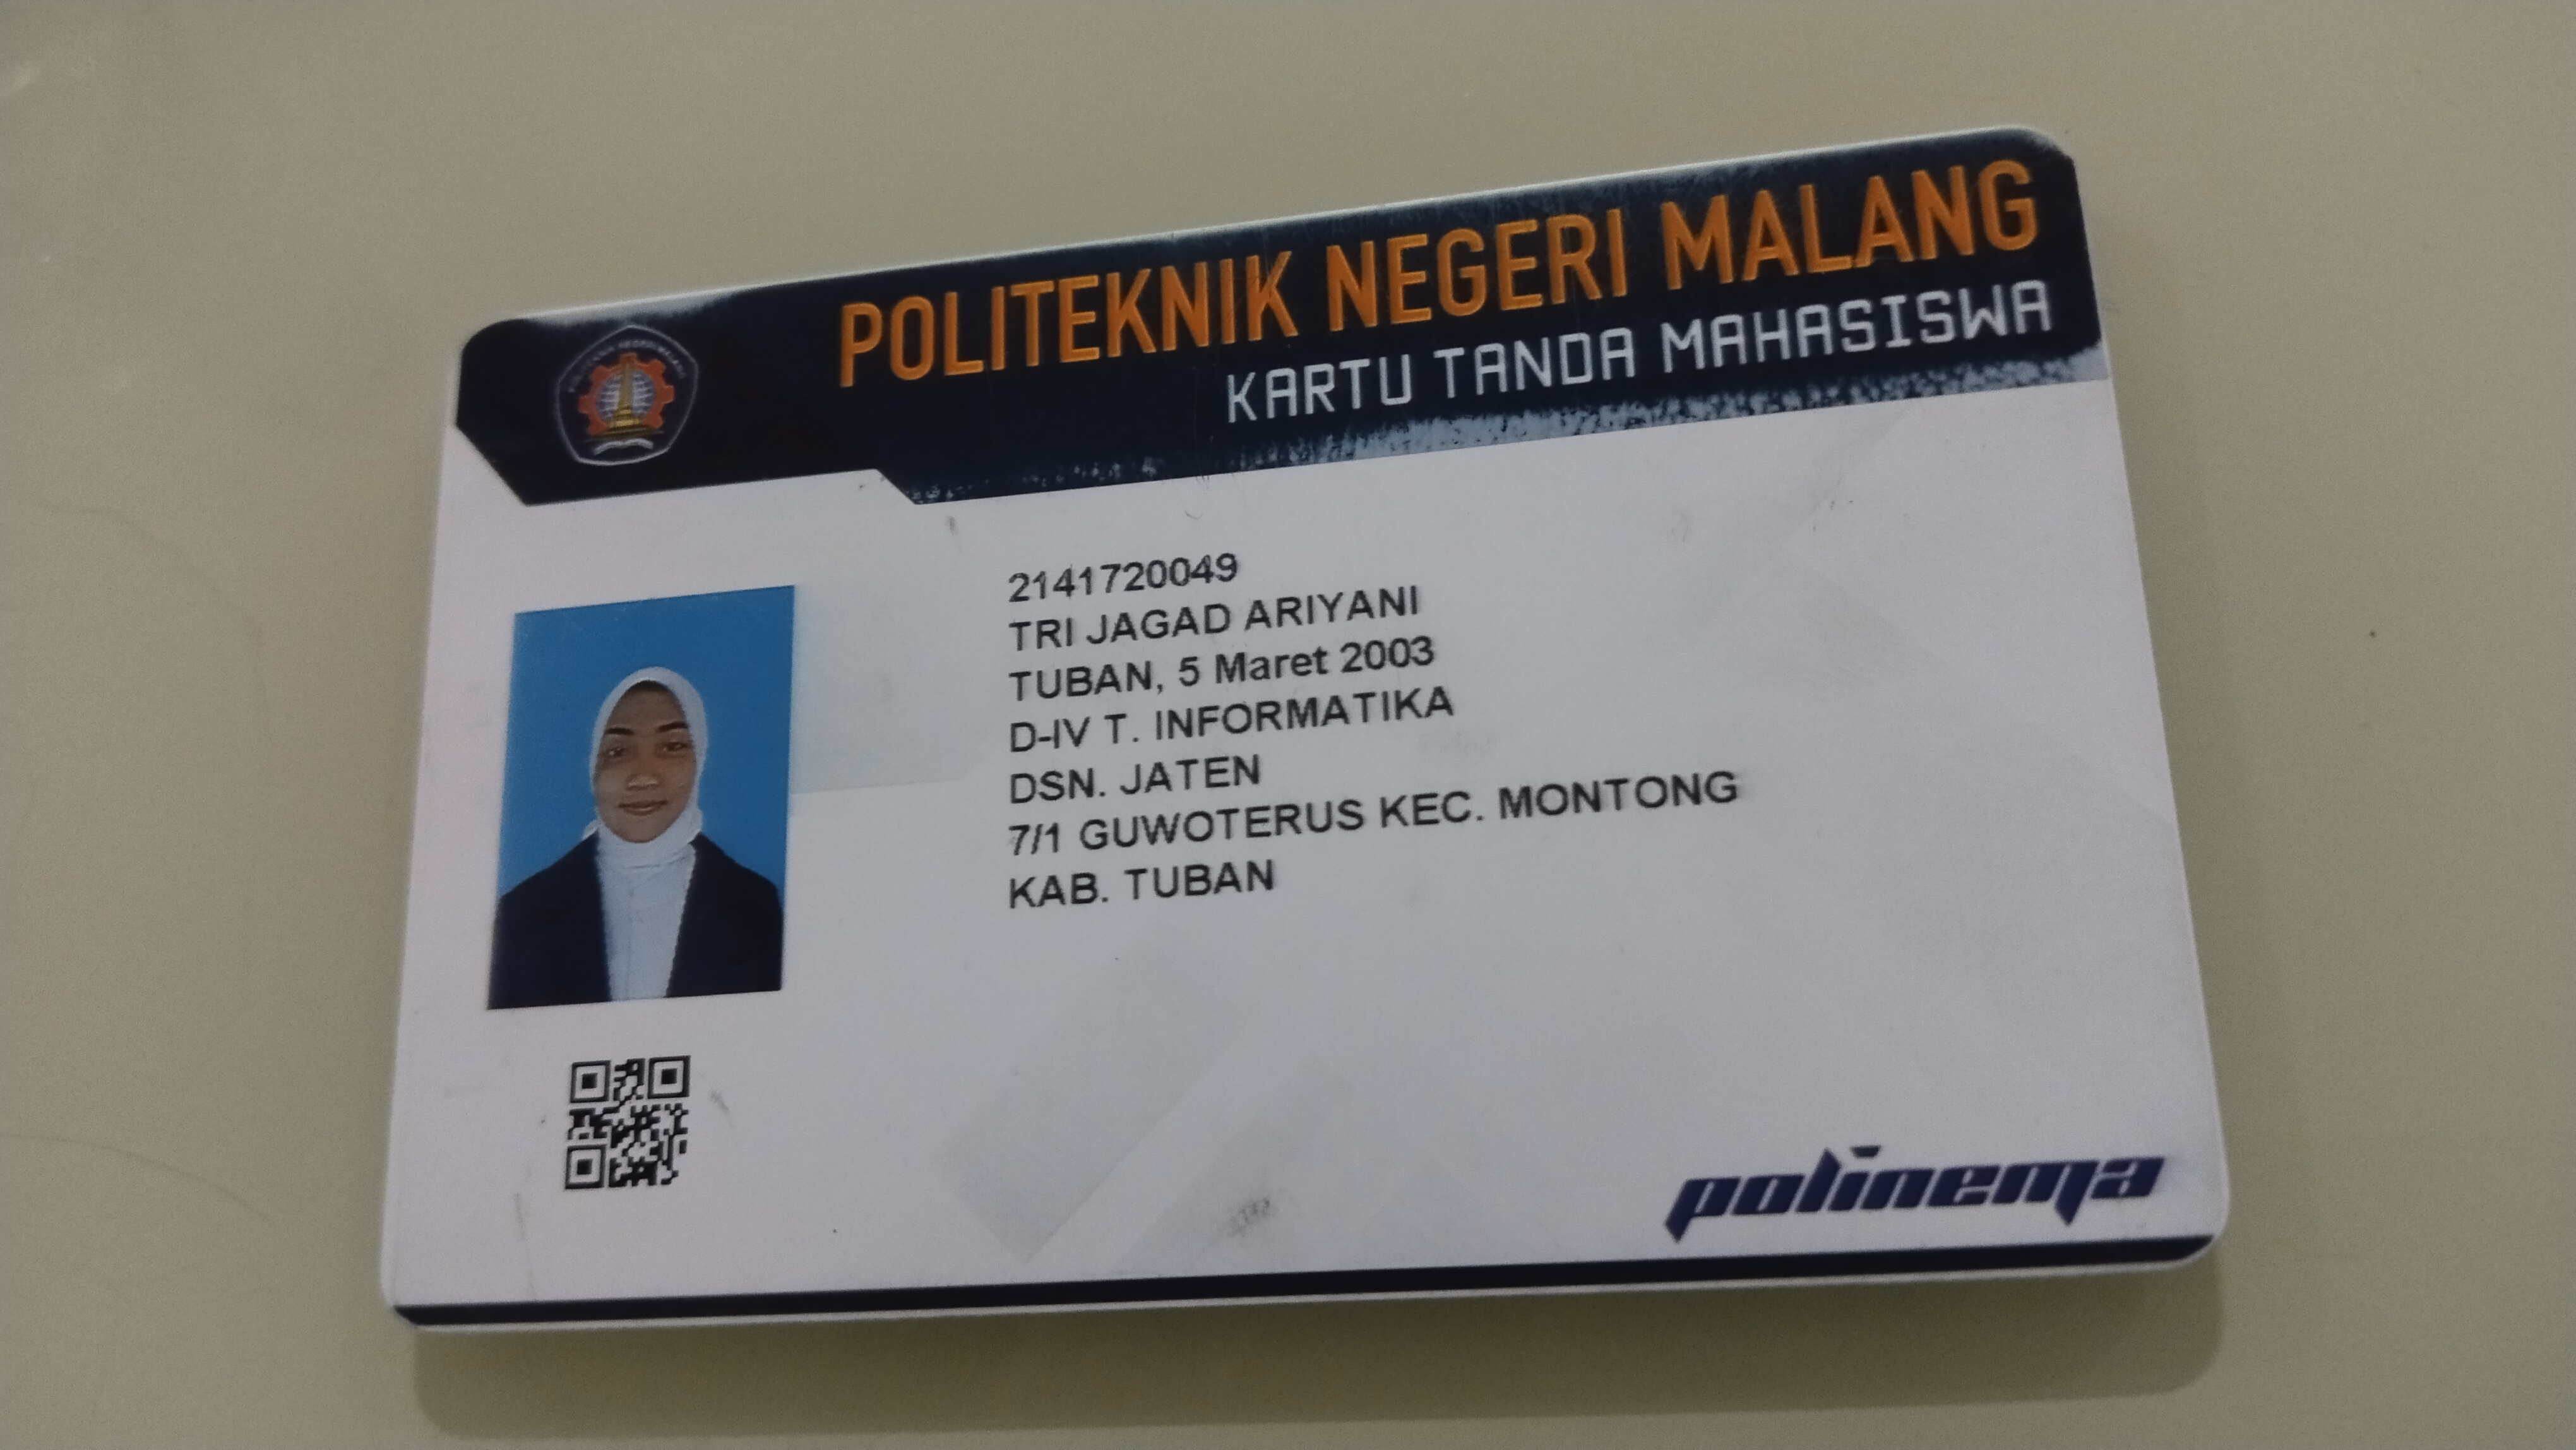 POLITEKNIK NEGERI MALANG
KARTU TANDA MAHASISWA
2141720049
TRI JAGAD ARIYANI
TUBAN, 5 Maret 2003
D-IV T. INFORMATIKA
DSN. JATEN
7/1 GUWOTERUS KEC. MONTONG
KAB. TUBAN
polinema